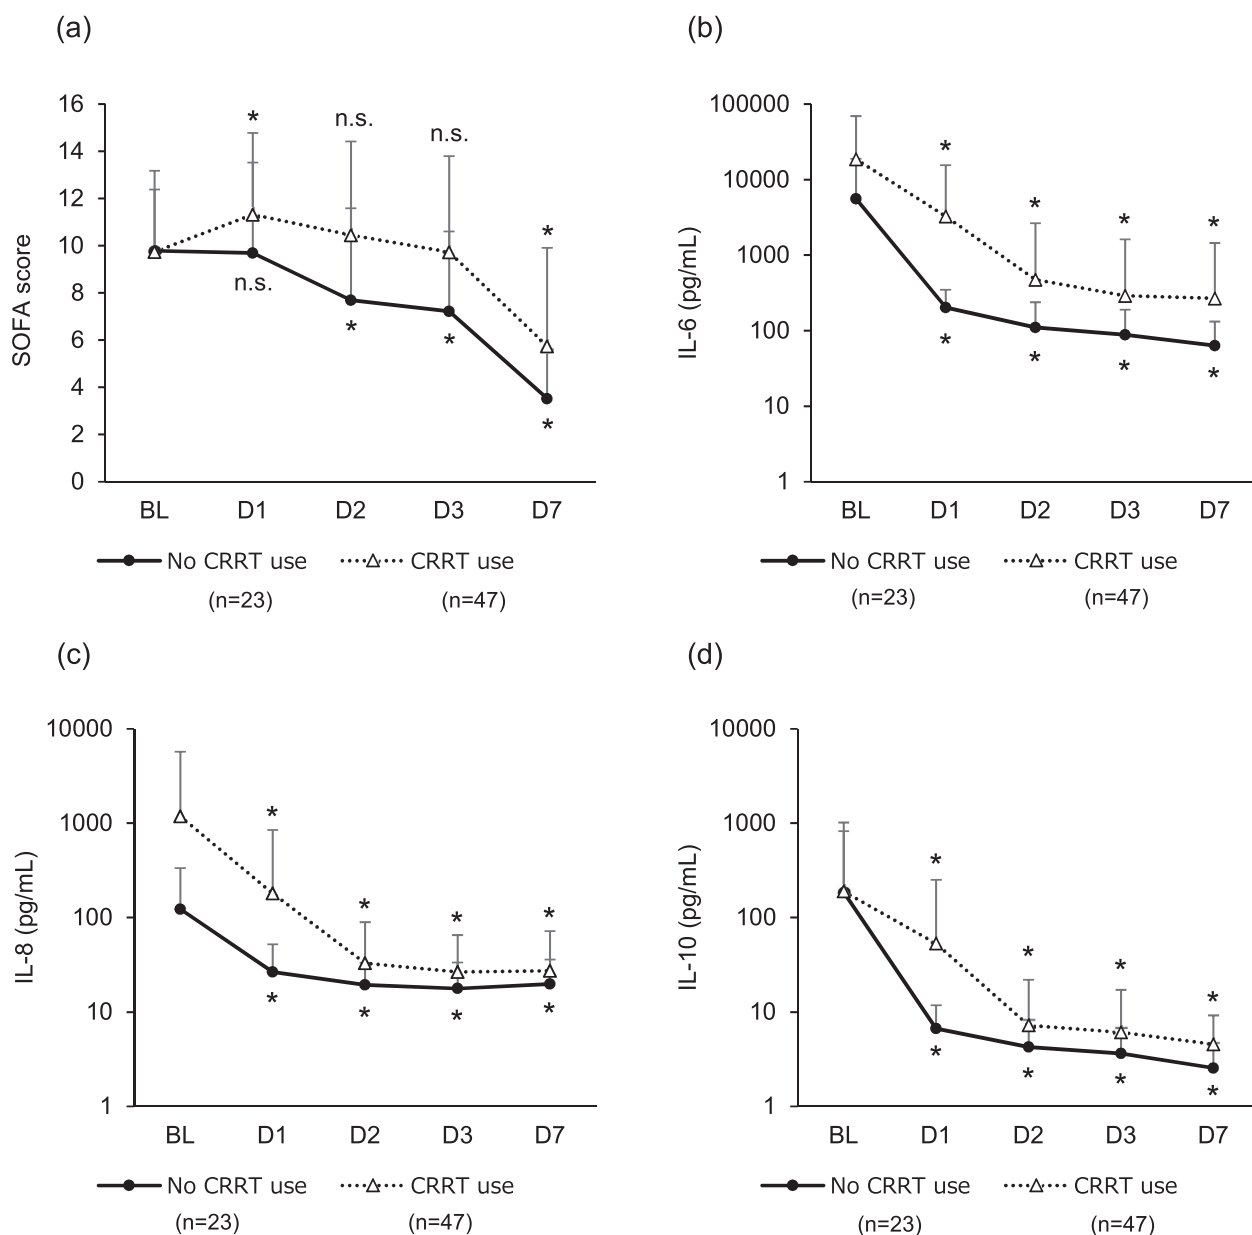 (a)
16
14
12
10
8
6
4
2
0
SOFA score
*
n.s.
n.s.
*
n.s.
*
*
*
BL D1 D2 D3 D7
No CRRT use CRRT use
(n=23) (n=47)
(b)
100000
10000
1000
100
10
1
IL-6 (pg/mL)
*
*
*
*
*
*
*
*
BL D1 D2 D3 D7
No CRRT use CRRT use
(n=23) (n=47)
(c)
10000
1000
100
10
1
IL-8 (pg/mL)
*
*
*
*
*
*
*
*
BL D1 D2 D3 D7
No CRRT use CRRT use
(n=23) (n=47)
(d)
10000
1000
100
10
1
IL-10 (pg/mL)
*
*
*
*
*
*
*
*
BL D1 D2 D3 D7
No CRRT use CRRT use
(n=23) (n=47)